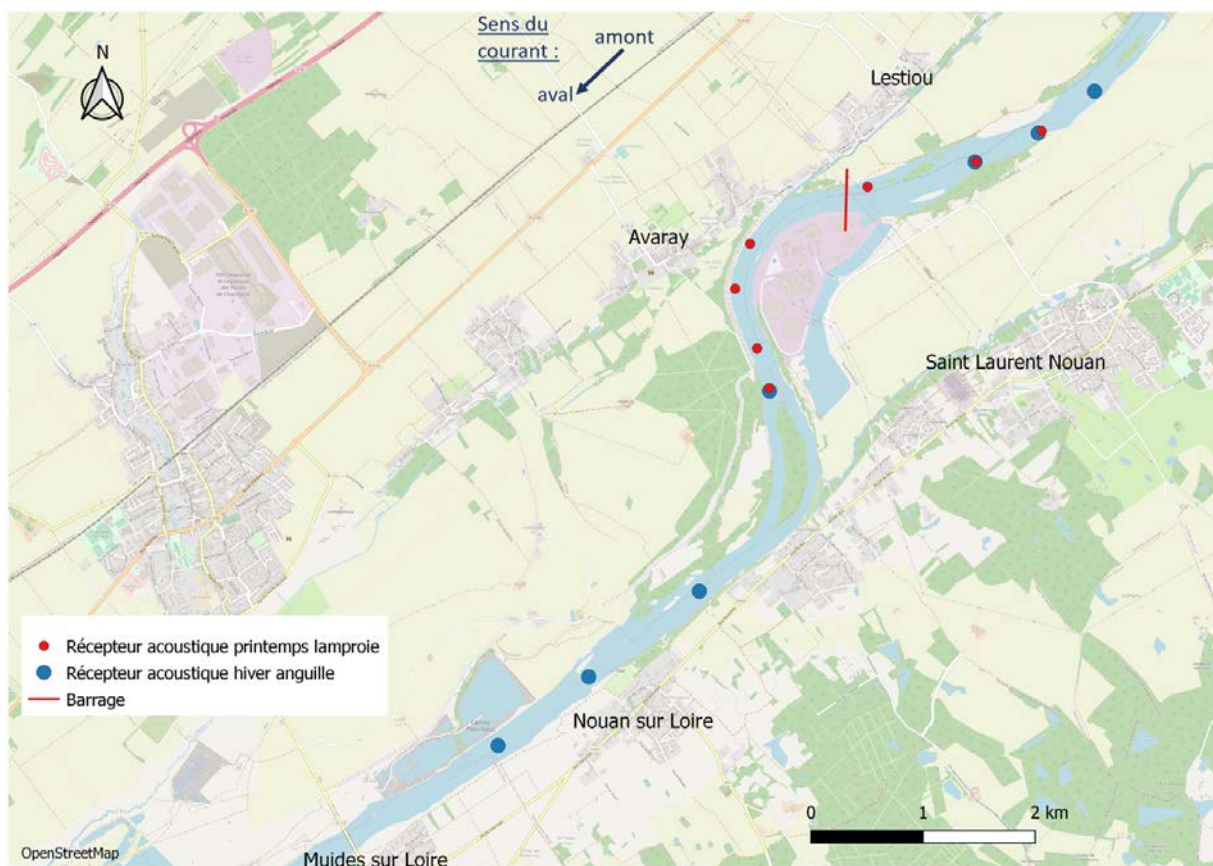 N
Sens du
courant :
amont
aval
Lestiou
Avaray
Saint Laurent Nouan
Récepteur acoustique printemps lamproie
Récepteur acoustique hiver anguille
Barrage
Nouan sur Loire
0 1 2 km
OpenStreetMap
Muides sur Loire